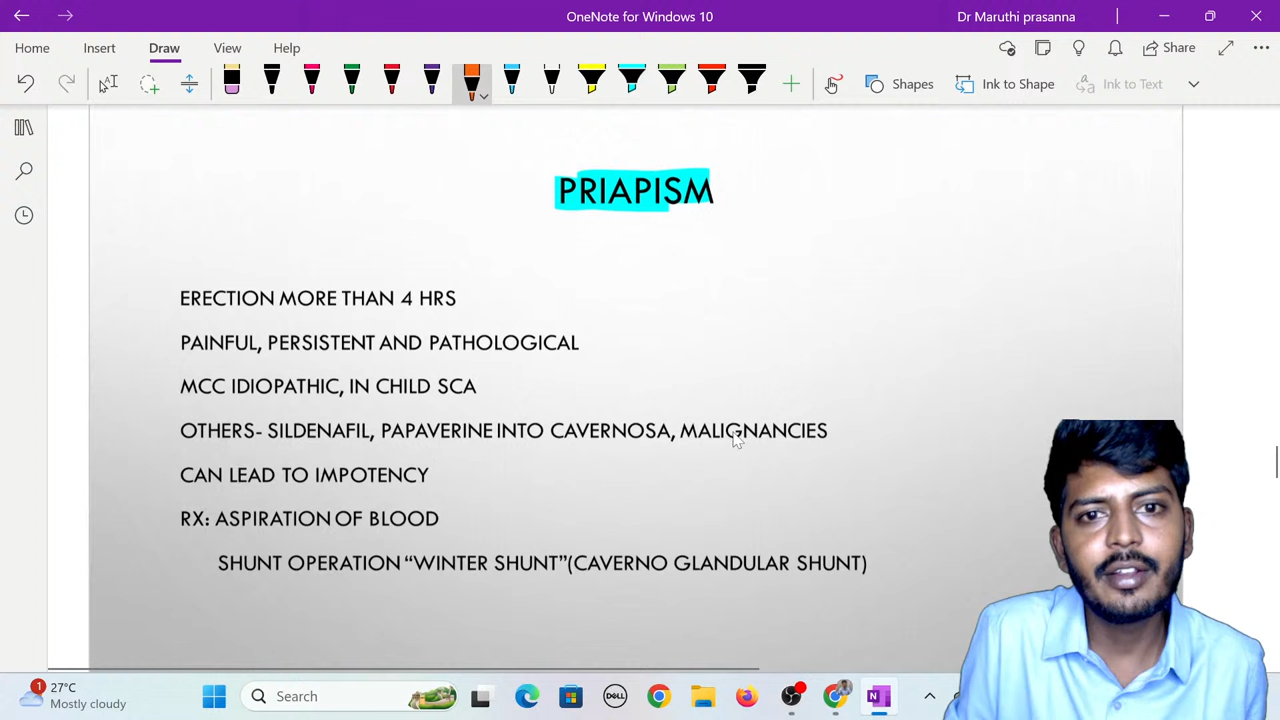 OneNote for Windows 10
Dr Maruthi prasanna
Home Insert Draw View Help
Share
Shapes
Ink to Shape
Ink to Text
PRIAPISM
ERECTION MORE THAN 4 HRS
PAINFUL, PERSISTENT AND PATHOLOGICAL
MCC IDIOPATHIC, IN CHILD SCA
OTHERS- SILDENAFIL, PAPAVERINE INTO CAVERNOSA, MALIGNANCIES
CAN LEAD TO IMPOTENCY
RX: ASPIRATION OF BLOOD
SHUNT OPERATION “WINTER SHUNT”(CAVERNO GLANDULAR SHUNT)
1
27°C
Mostly cloudy
Search
DELL
N